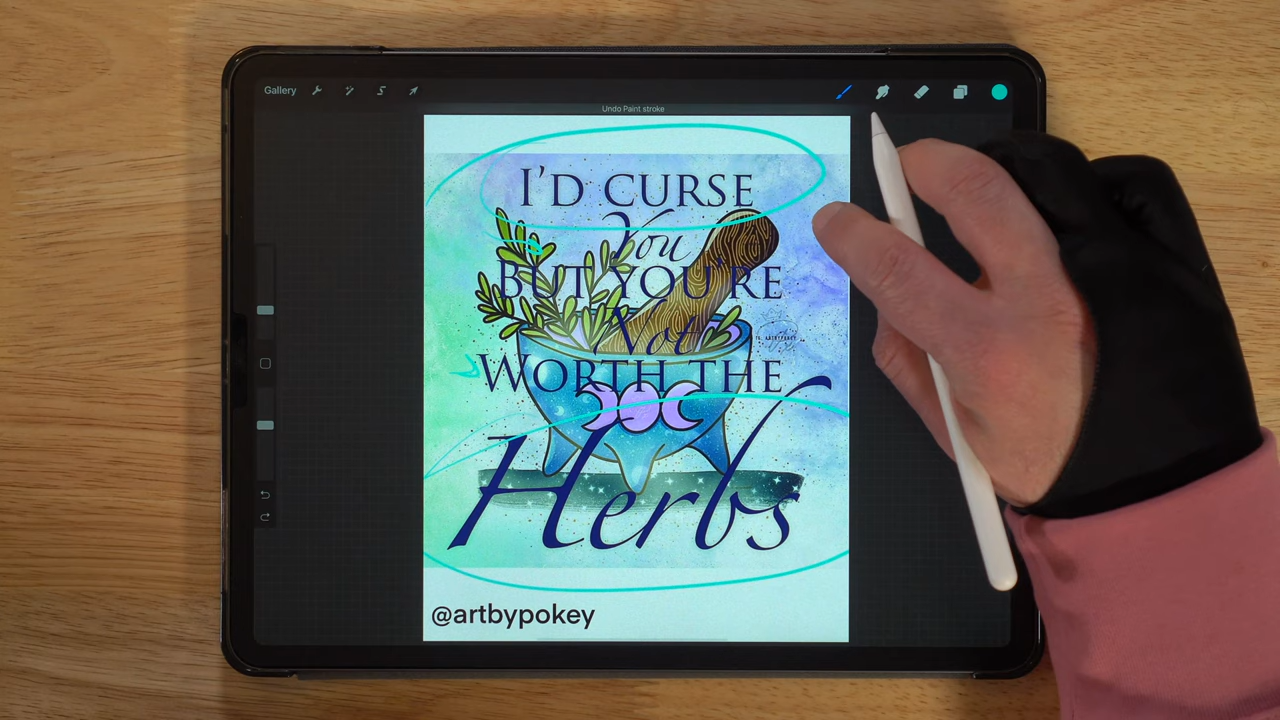 Gallery
Undo Paint stroke
I'D CURSE
You
BUT YOU'RE
Not
WORTH THE
Herbs
@artbypokey